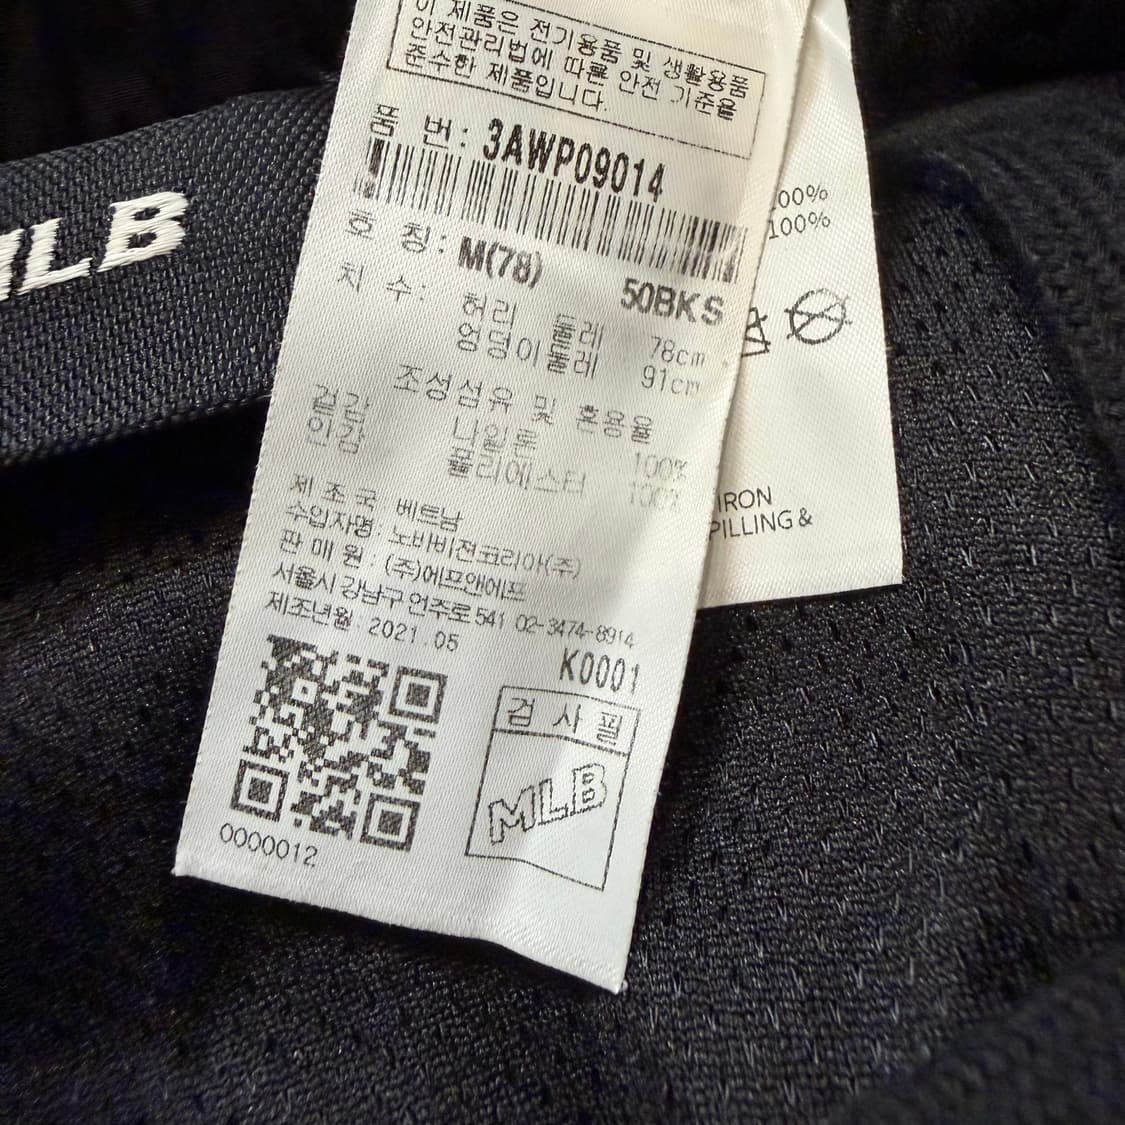 이 제품은 전기용품 및 생활용품
안전관리법에 따른 안전 기준을
준수한 제품입니다.
품 번: 3AWP09014
호 칭: M(78) 50BKS
치 수: 허리 둘레 78cm
엉덩이둘레 91cm
조성섬유 및 혼용율
겉감 나일론 100%
안감 폴리에스터 100%
제 조 국 : 베트남
수입자명 : 노바비젼코리아(주)
판 매 원 : (주)에프앤에프
서울시 강남구 언주로 541 02-3474-8914
제조년월 : 2021.05
K0001
검 사 필
MLB
0000012
MLB
100%
100%
IRON
PILLING &